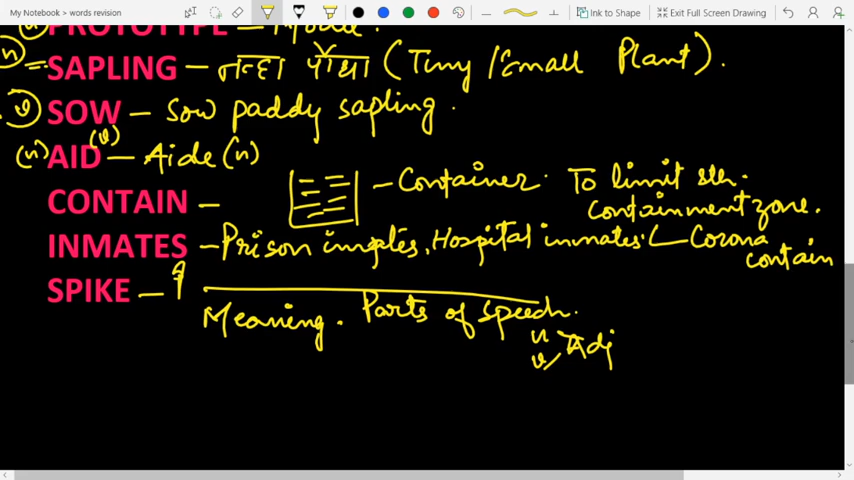 My Notebook > words revision
Ink to Shape
Exit Full Screen Drawing
(n) PROTOTYPE - Model.
(n) SAPLING - नन्हा पौधा (Tiny / Small Plant).
(v) SOW - Sow paddy sapling.
(n) AID (v) - Aide (n)
CONTAIN - - Container. To limit sth.
containment zone.
INMATES - Prison inmates. Hospital inmates. Corona
contain
SPIKE -
Meaning. Parts of Speech.
n
v Adj